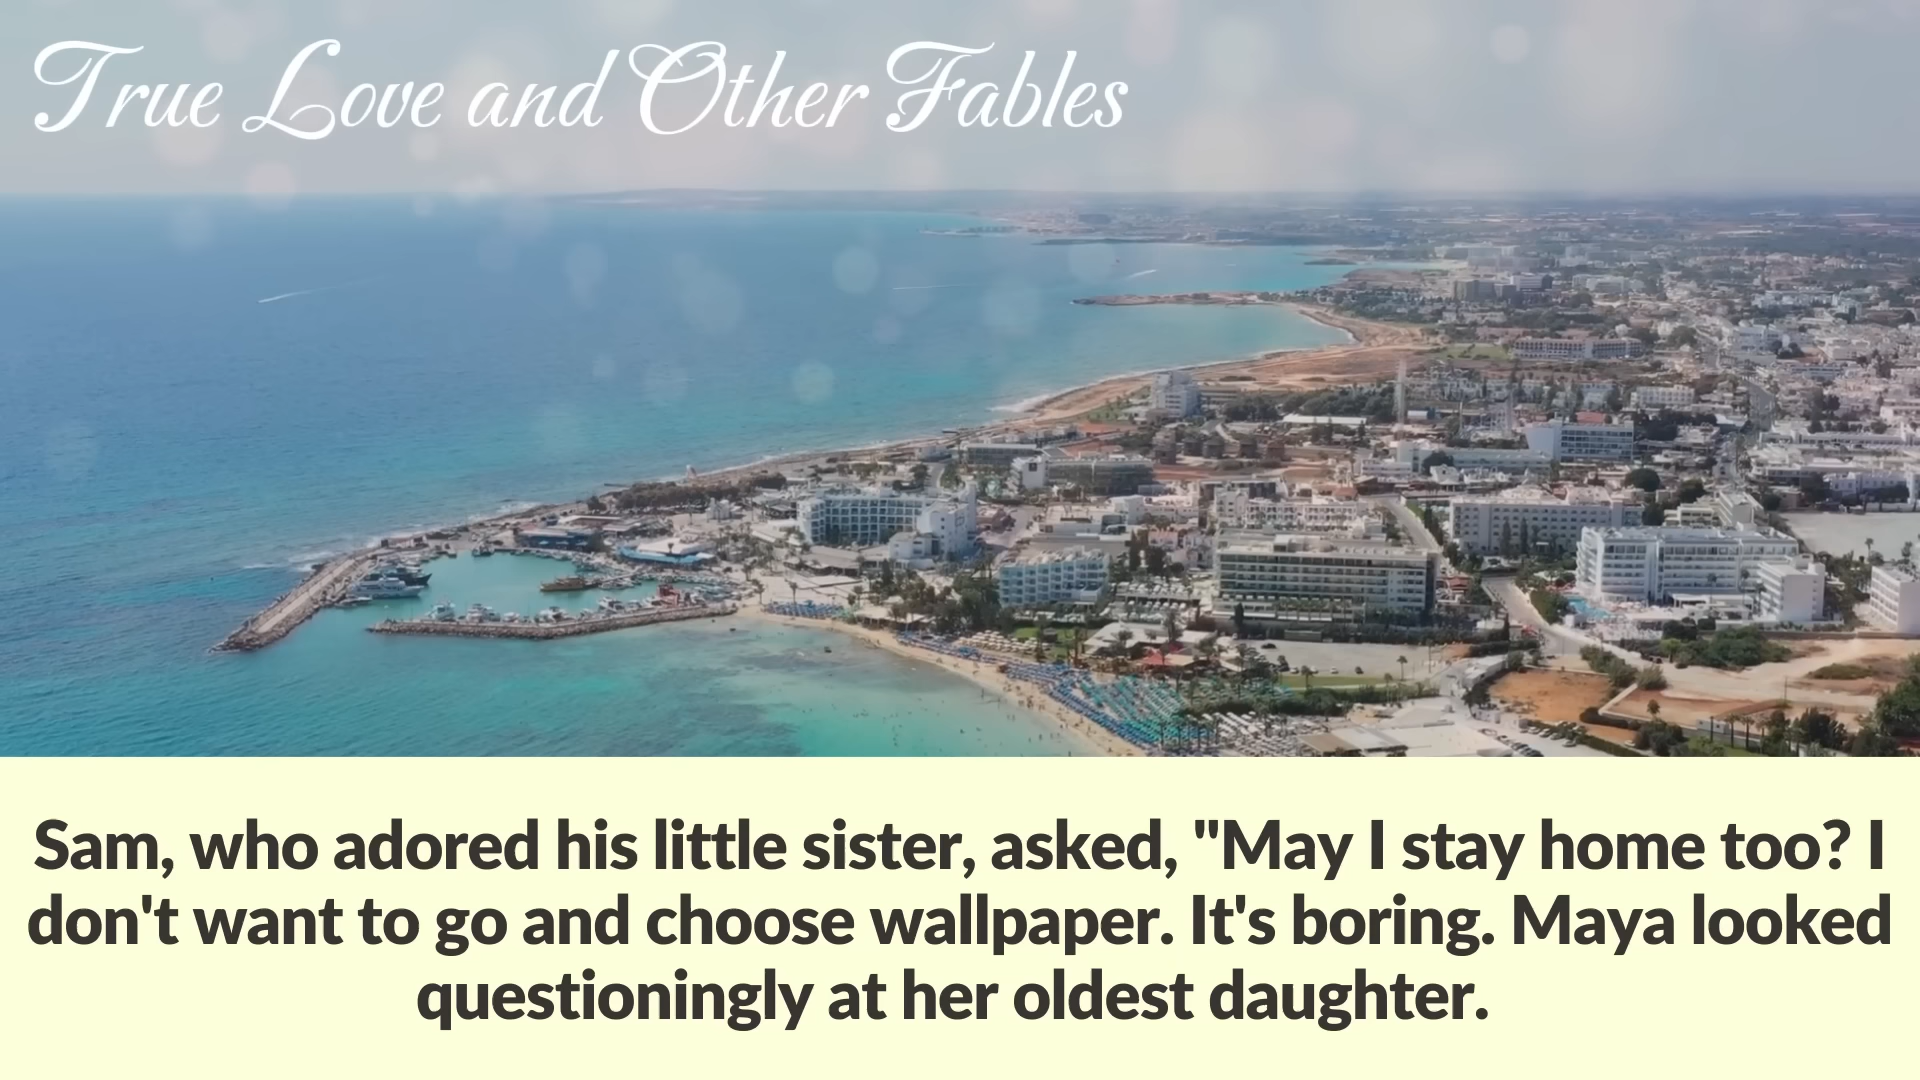 True Love and Other Fables
Sam, who adored his little sister, asked, "May I stay home too? I
don't want to go and choose wallpaper. It's boring. Maya looked
questioningly at her oldest daughter.